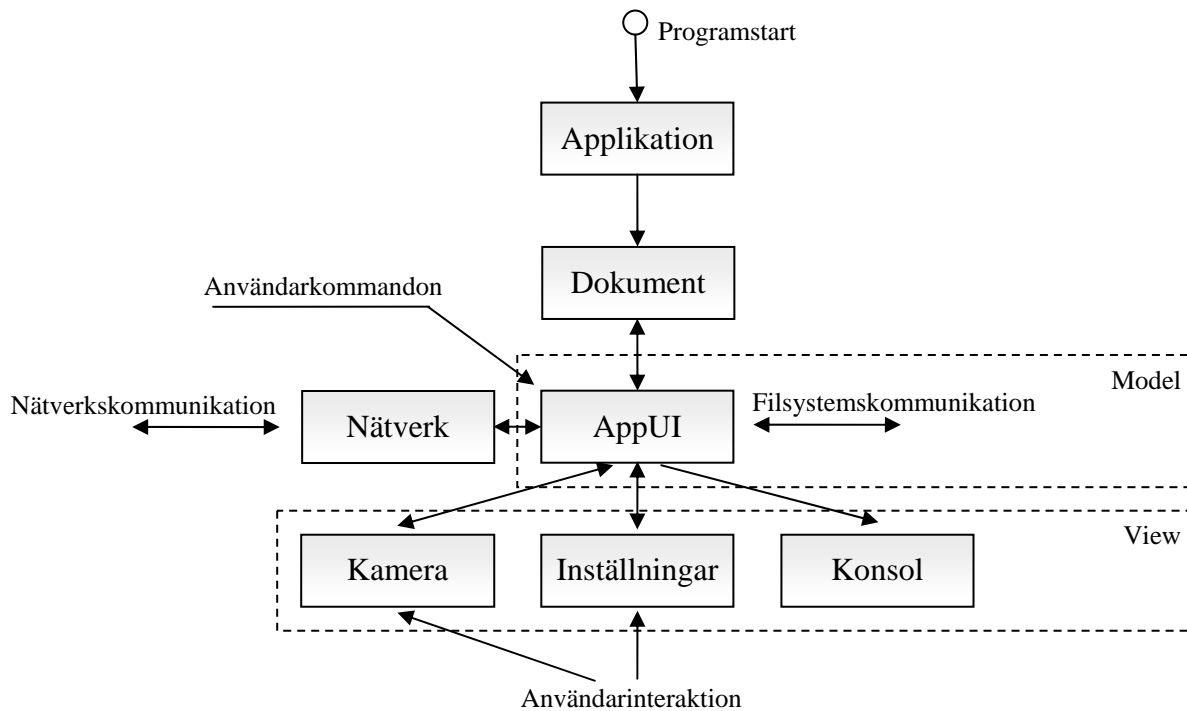 Programstart
Applikation
Dokument
Användarkommandon
Model
Nätverkskommunikation
Nätverk
AppUI
Filsystemskommunikation
View
Kamera
Inställningar
Konsol
Användarinteraktion